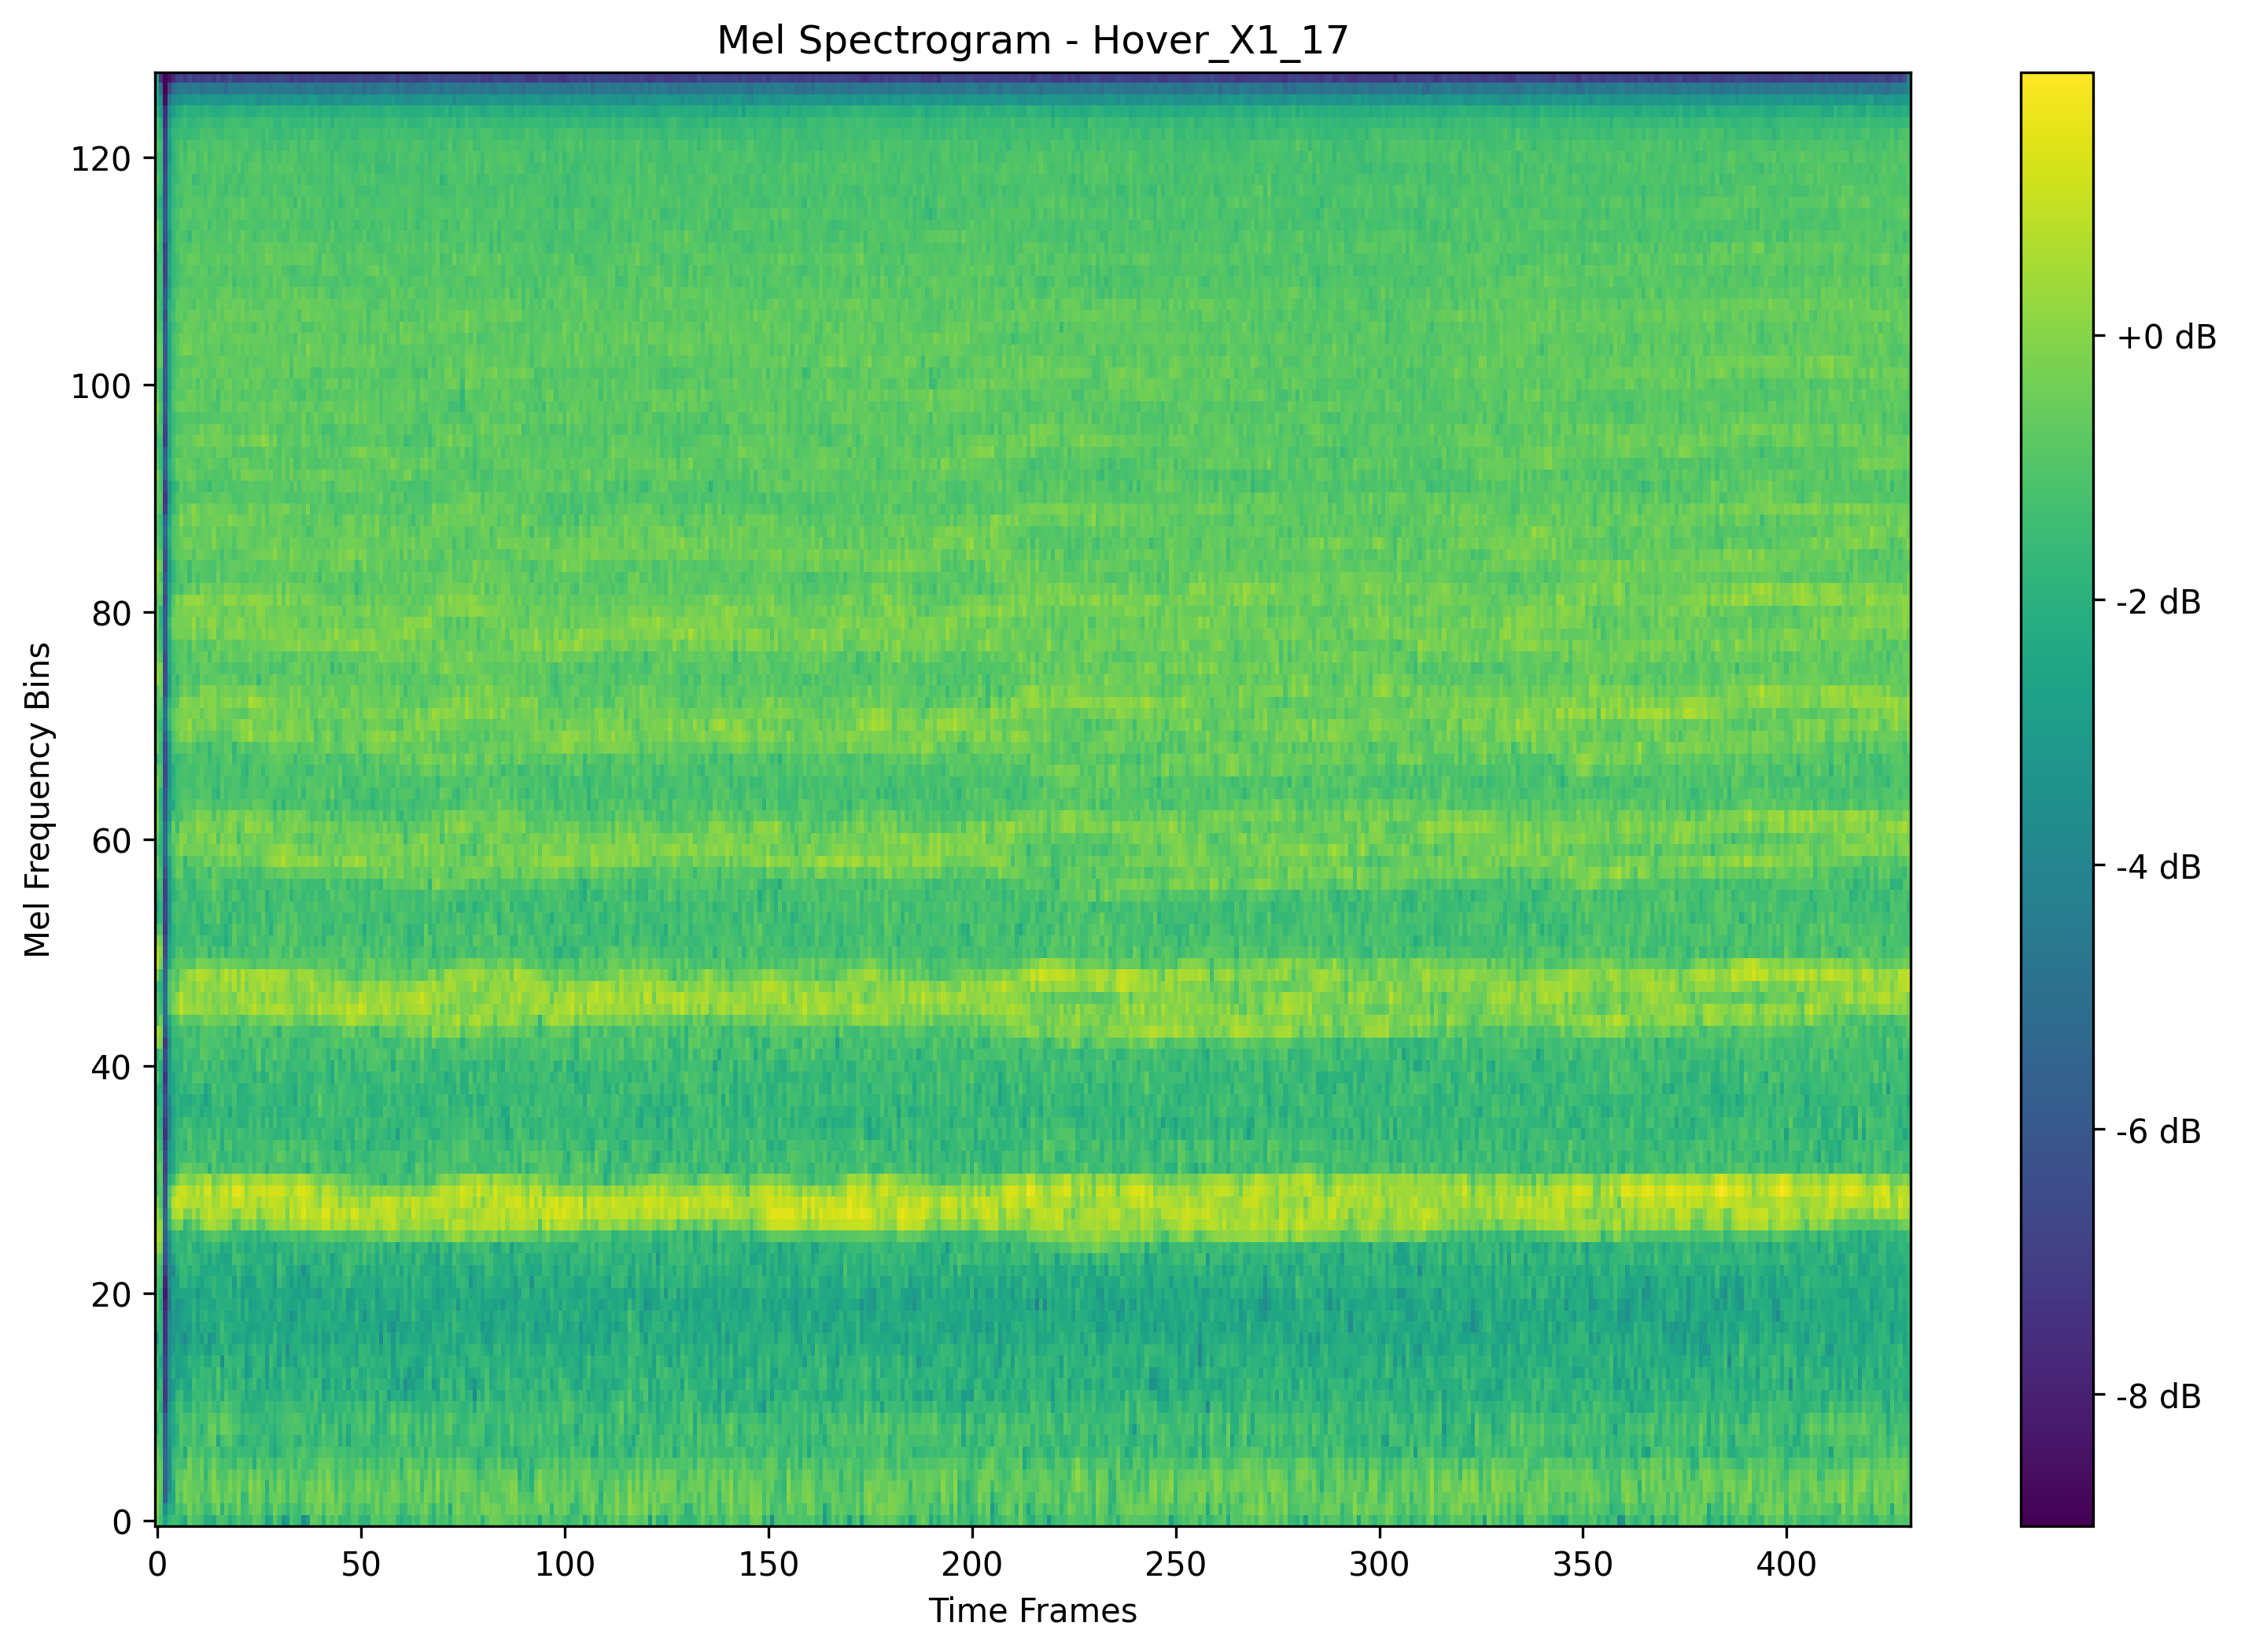 Mel Spectrogram - Hover_X1_17
Mel Frequency Bins
120
100
80
60
40
20
0
0 50 100 150 200 250 300 350 400
Time Frames
+0 dB
-2 dB
-4 dB
-6 dB
-8 dB